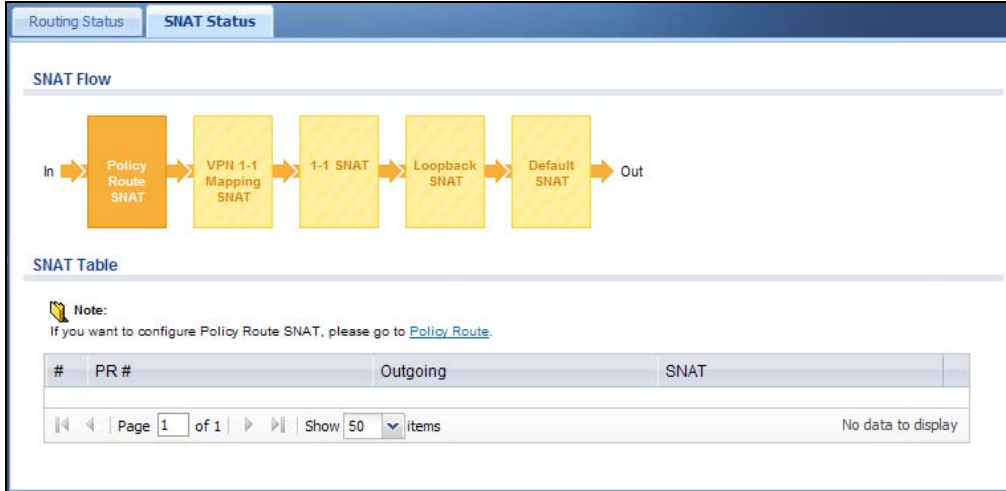 Routing Status
SNAT Status
SNAT Flow
In
Policy
Route
SNAT
VPN 1-1
Mapping
SNAT
1-1 SNAT
Loopback
SNAT
Default
SNAT
Out
SNAT Table
Note:
If you want to configure Policy Route SNAT, please go to Policy Route.
# PR # Outgoing SNAT
Page 1 of 1 Show 50 items No data to display